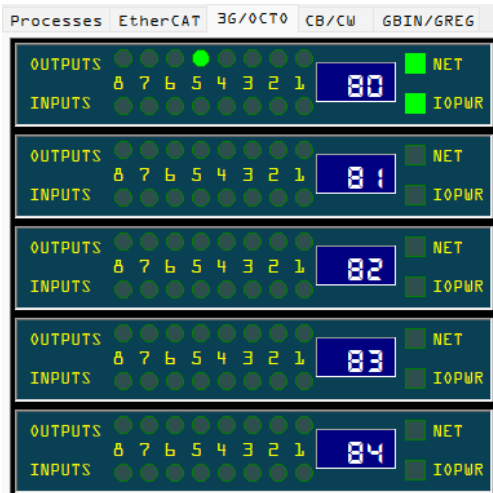 Processes EtherCAT 3G/OCTO CB/CW GBIN/GREG
OUTPUTS NET
8 7 6 5 4 3 2 1 80
INPUTS IOPWR
OUTPUTS NET
8 7 6 5 4 3 2 1 81
INPUTS IOPWR
OUTPUTS NET
8 7 6 5 4 3 2 1 82
INPUTS IOPWR
OUTPUTS NET
8 7 6 5 4 3 2 1 83
INPUTS IOPWR
OUTPUTS NET
8 7 6 5 4 3 2 1 84
INPUTS IOPWR